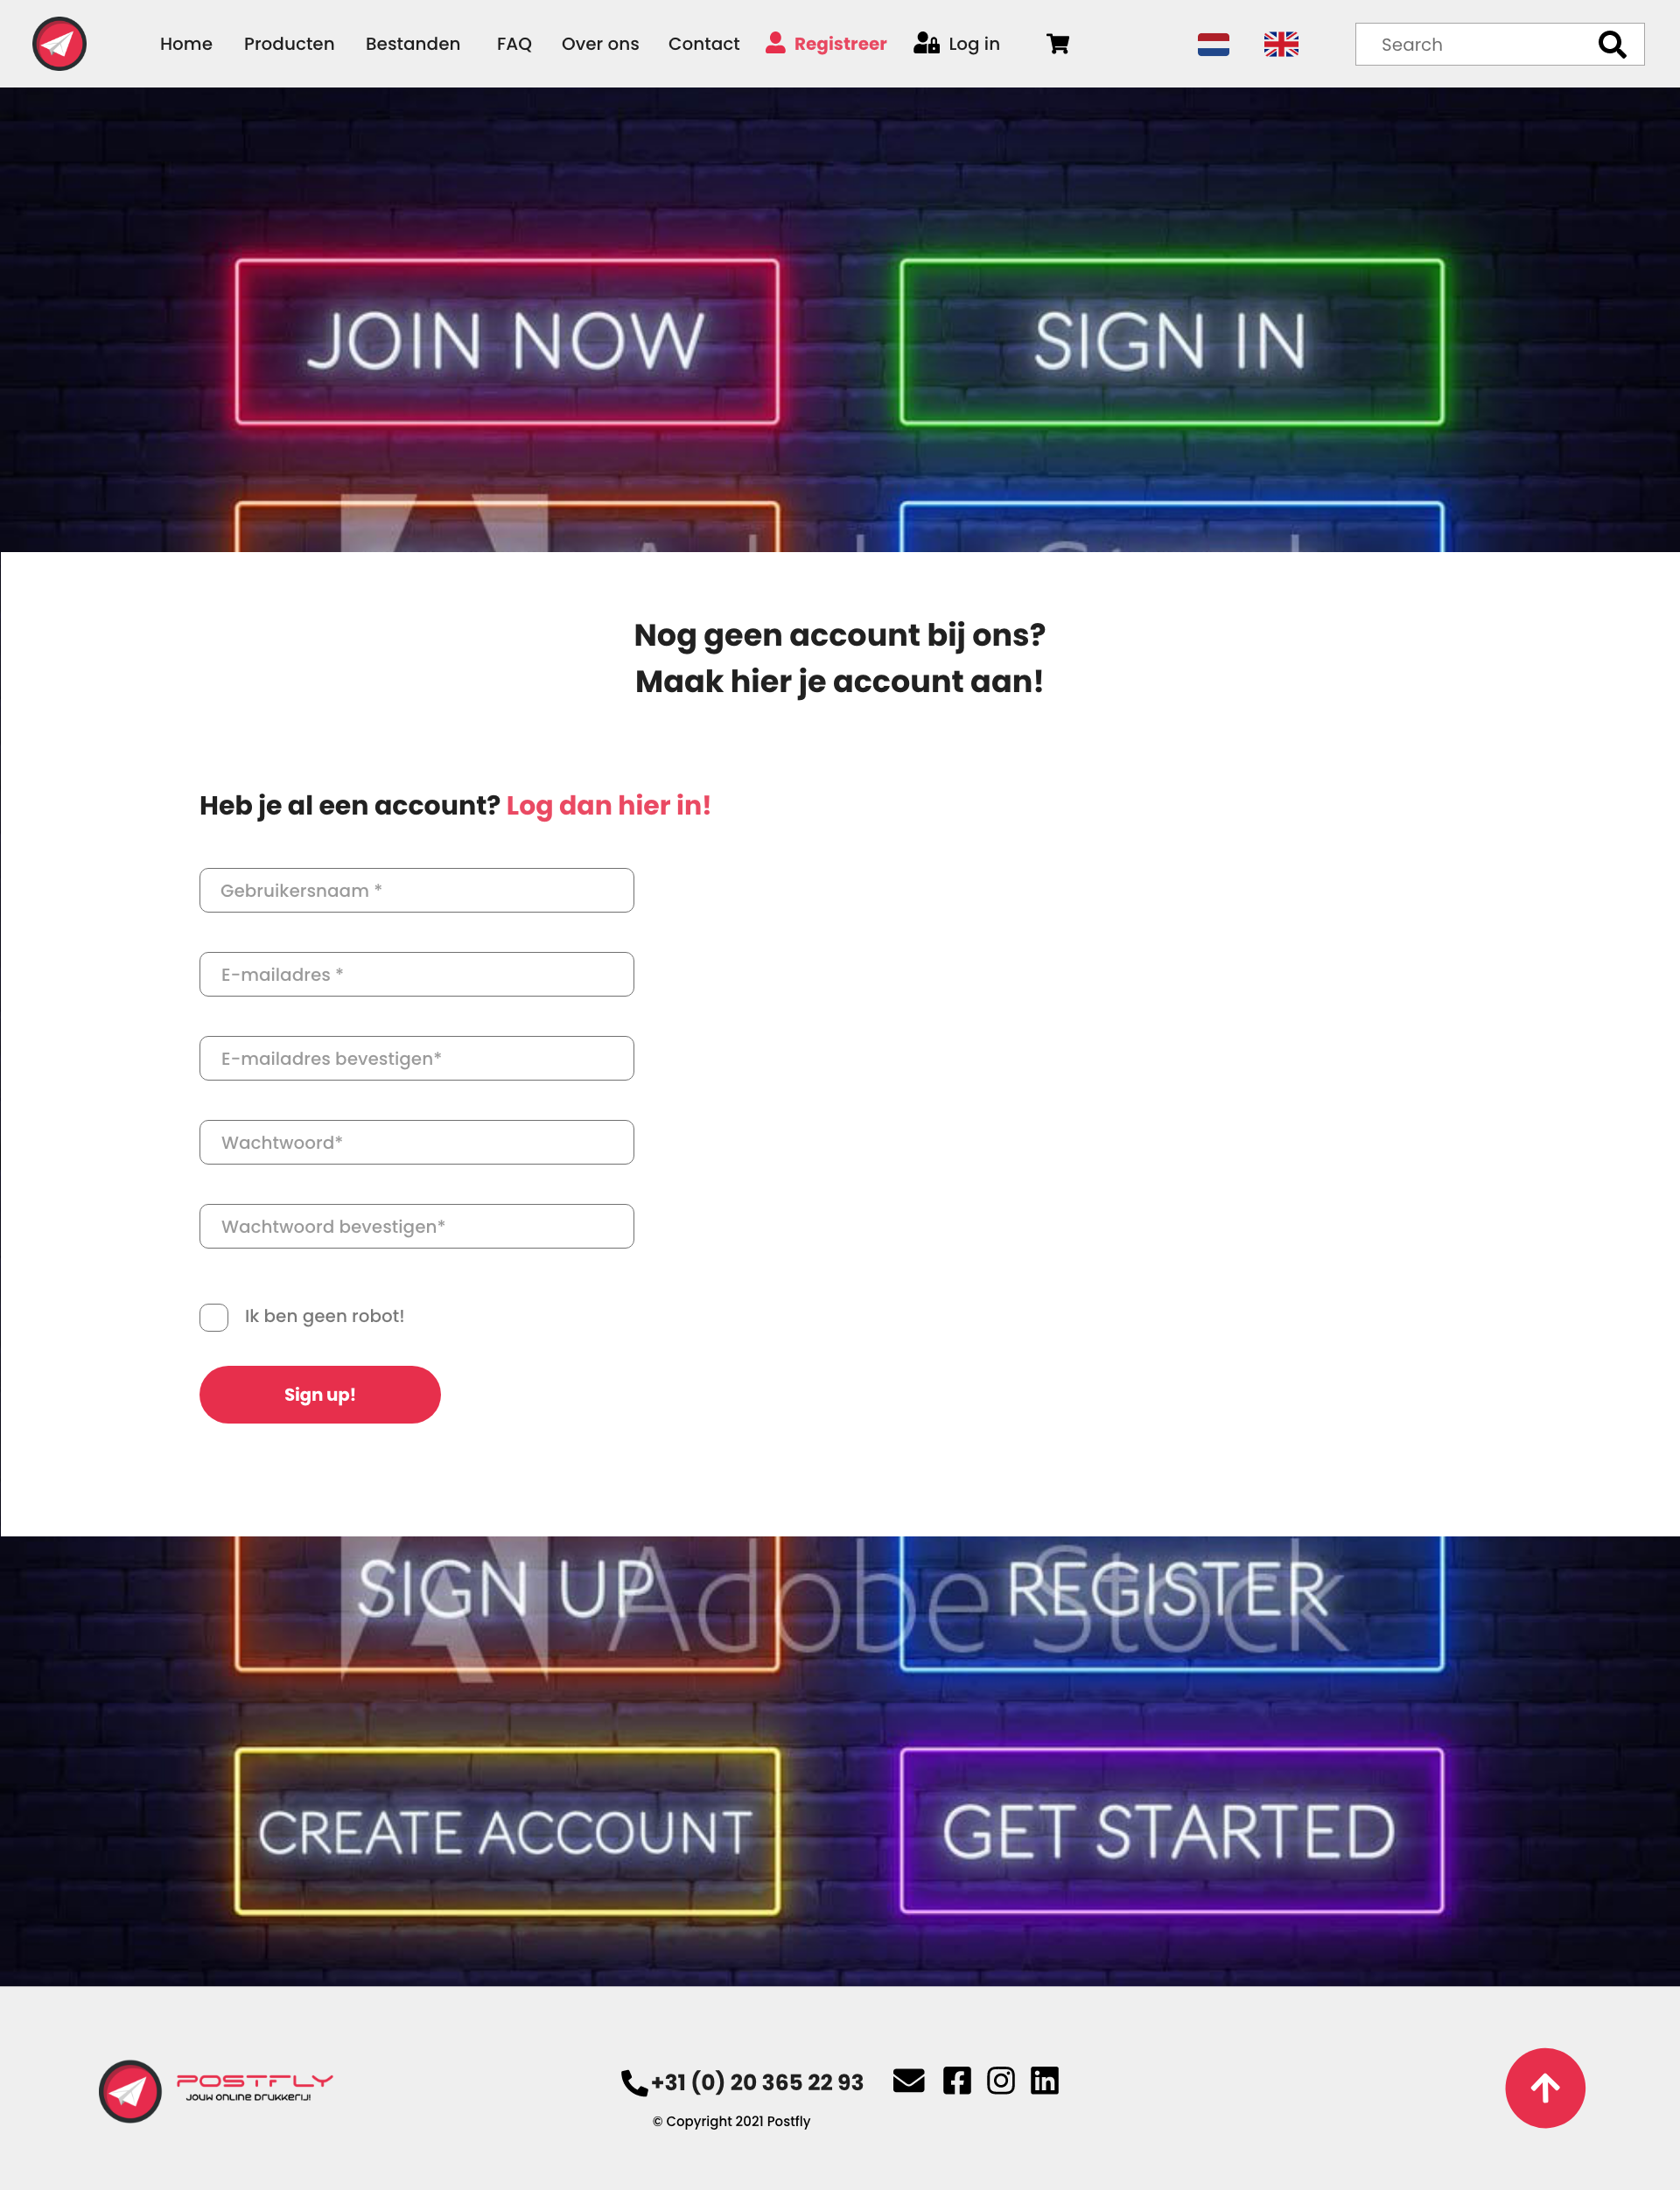 Home Producten Bestanden FAQ Over ons Contact Registreer Log in Search
JOIN NOW SIGN IN
Nog geen account bij ons?
Maak hier je account aan!
Heb je al een account? Log dan hier in!
Gebruikersnaam *
E-mailadres *
E-mailadres bevestigen*
Wachtwoord*
Wachtwoord bevestigen*
Ik ben geen robot!
Sign up!
SIGN UP REGISTER
Adobe Stock
CREATE ACCOUNT GET STARTED
POSTFLY
JOUW ONLINE DRUKKERIJ!
+31 (0) 20 365 22 93
© Copyright 2021 Postfly